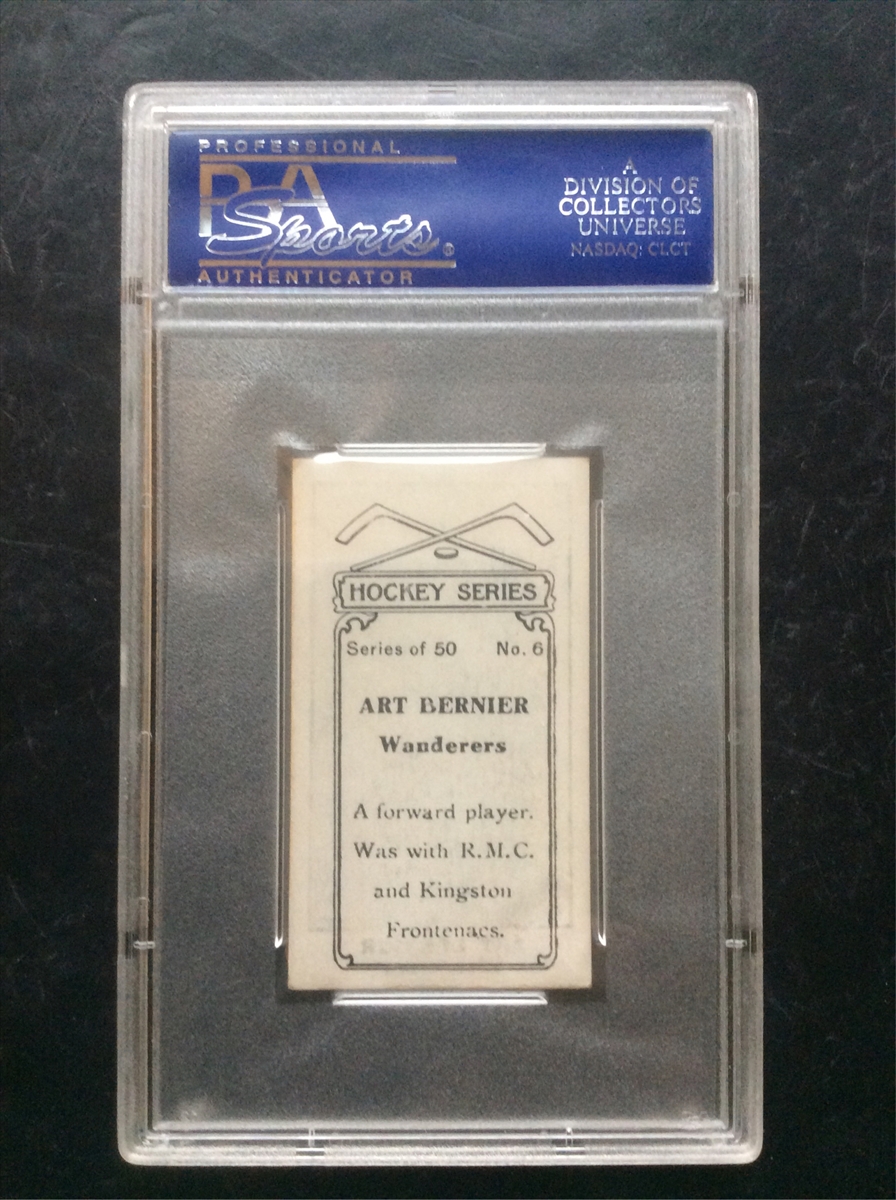 PROFESSIONAL
PSA
Sports®
AUTHENTICATOR
A
DIVISION OF
COLLECTORS
UNIVERSE
NASDAQ: CLCT
HOCKEY SERIES
Series of 50 No. 6
ART BERNIER
Wanderers
A forward player.
Was with R.M.C.
and Kingston
Frontenacs.